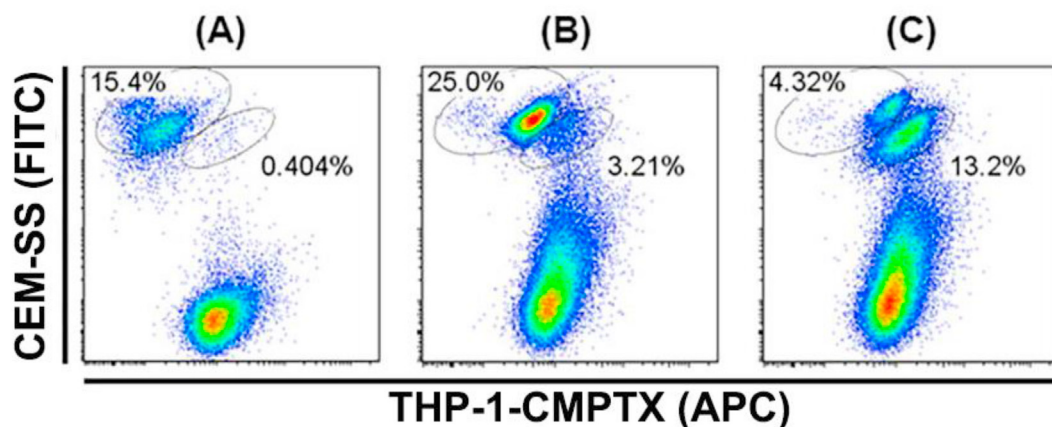 (A)
(B)
(C)
CEM-SS (FITC)
15.4%
0.404%
25.0%
3.21%
4.32%
13.2%
THP-1-CMPTX (APC)